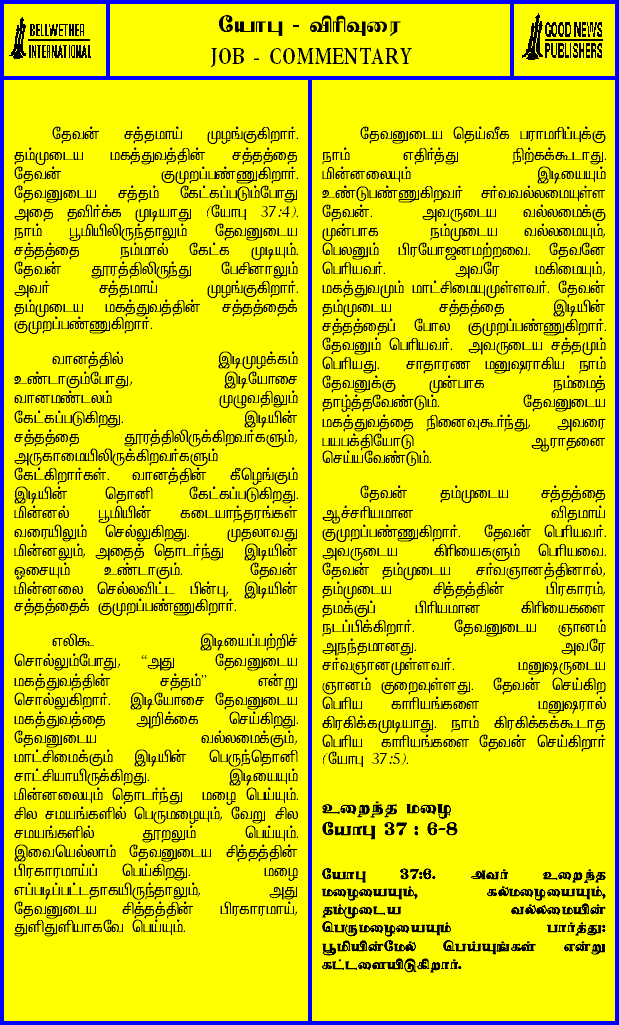 BELLWETHER
INTERNATIONAL
யோபு - விரிவுரை
JOB - COMMENTARY
GOOD NEWS
PUBLISHERS
தேவன் சத்தமாய் முழங்குகிறார்.
தம்முடைய மகத்துவத்தின் சத்தத்தை
தேவன் குமுறப்பண்ணுகிறார்.
தேவனுடைய சத்தம் கேட்கப்படும்போது
அதை தவிர்க்க முடியாது (யோபு 37:4).
நாம் பூமியிலிருந்தாலும் தேவனுடைய
சத்தத்தை நம்மால் கேட்க முடியும்.
தேவன் தூரத்திலிருந்து பேசினாலும்
அவர் சத்தமாய் முழங்குகிறார்.
தம்முடைய மகத்துவத்தின் சத்தத்தைக்
குமுறப்பண்ணுகிறார்.
வானத்தில் இடிமுழக்கம்
உண்டாகும்போது, இடியோசை
வானமண்டலம் முழுவதிலும்
கேட்கப்படுகிறது. இடியின்
சத்தத்தை தூரத்திலிருக்கிறவர்களும்,
அருகாமையிலிருக்கிறவர்களும்
கேட்கிறார்கள். வானத்தின் கீழெங்கும்
இடியின் தொனி கேட்கப்படுகிறது.
மின்னல் பூமியின் கடையாந்தரங்கள்
வரையிலும் செல்லுகிறது. முதலாவது
மின்னலும், அதைத் தொடர்ந்து இடியின்
ஓசையும் உண்டாகும். தேவன்
மின்னலை செல்லவிட்ட பின்பு, இடியின்
சத்தத்தைக் குமுறப்பண்ணுகிறார்.
எலிகூ இடியைப்பற்றிச்
சொல்லும்போது, "அது தேவனுடைய
மகத்துவத்தின் சத்தம்" என்று
சொல்லுகிறார். இடியோசை தேவனுடைய
மகத்துவத்தை அறிக்கை செய்கிறது.
தேவனுடைய வல்லமைக்கும்,
மாட்சிமைக்கும் இடியின் பெருந்தொனி
சாட்சியாயிருக்கிறது. இடியையும்
மின்னலையும் தொடர்ந்து மழை பெய்யும்.
சில சமயங்களில் பெருமழையும், வேறு சில
சமயங்களில் தூறலும் பெய்யும்.
இவையெல்லாம் தேவனுடைய சித்தத்தின்
பிரகாரமாய்ப் பெய்கிறது. மழை
எப்படிப்பட்டதாகயிருந்தாலும், அது
தேவனுடைய சித்தத்தின் பிரகாரமாய்,
துளிதுளியாகவே பெய்யும்.
தேவனுடைய தெய்வீக பராமரிப்புக்கு
நாம் எதிர்த்து நிற்கக்கூடாது.
மின்னலையும் இடியையும்
உண்டுபண்ணுகிறவர் சர்வவல்லமையுள்ள
தேவன். அவருடைய வல்லமைக்கு
முன்பாக நம்முடைய வல்லமையும்,
பெலனும் பிரயோஜனமற்றவை. தேவனே
பெரியவர். அவரே மகிமையும்,
மகத்துவமும் மாட்சிமையுமுள்ளவர். தேவன்
தம்முடைய சத்தத்தை இடியின்
சத்தத்தைப் போல குமுறப்பண்ணுகிறார்.
தேவனும் பெரியவர். அவருடைய சத்தமும்
பெரியது. சாதாரண மனுஷராகிய நாம்
தேவனுக்கு முன்பாக நம்மைத்
தாழ்த்தவேண்டும். தேவனுடைய
மகத்துவத்தை நினைவுகூர்ந்து, அவரை
பயபக்தியோடு ஆராதனை
செய்யவேண்டும்.
தேவன் தம்முடைய சத்தத்தை
ஆச்சரியமான விதமாய்
குமுறப்பண்ணுகிறார். தேவன் பெரியவர்.
அவருடைய கிரியைகளும் பெரியவை.
தேவன் தம்முடைய சர்வஞானத்தினால்,
தம்முடைய சித்தத்தின் பிரகாரம்,
தமக்குப் பிரியமான கிரியைகளை
நடப்பிக்கிறார். தேவனுடைய ஞானம்
அநந்தமானது. அவரே
சர்வஞானமுள்ளவர். மனுஷருடைய
ஞானம் குறைவுள்ளது. தேவன் செய்கிற
பெரிய காரியங்களை மனுஷரால்
கிரகிக்கமுடியாது. நாம் கிரகிக்கக்கூடாத
பெரிய காரியங்களை தேவன் செய்கிறார்
(யோபு 37:5).
உறைந்த மழை
யோபு 37 : 6-8
யோபு 37:6. அவர் உறைந்த
மழையையும், கல்மழையையும்,
தம்முடைய வல்லமையின்
பெருமழையையும் பார்த்து:
பூமியின்மேல் பெய்யுங்கள் என்று
கட்டளையிடுகிறார்.